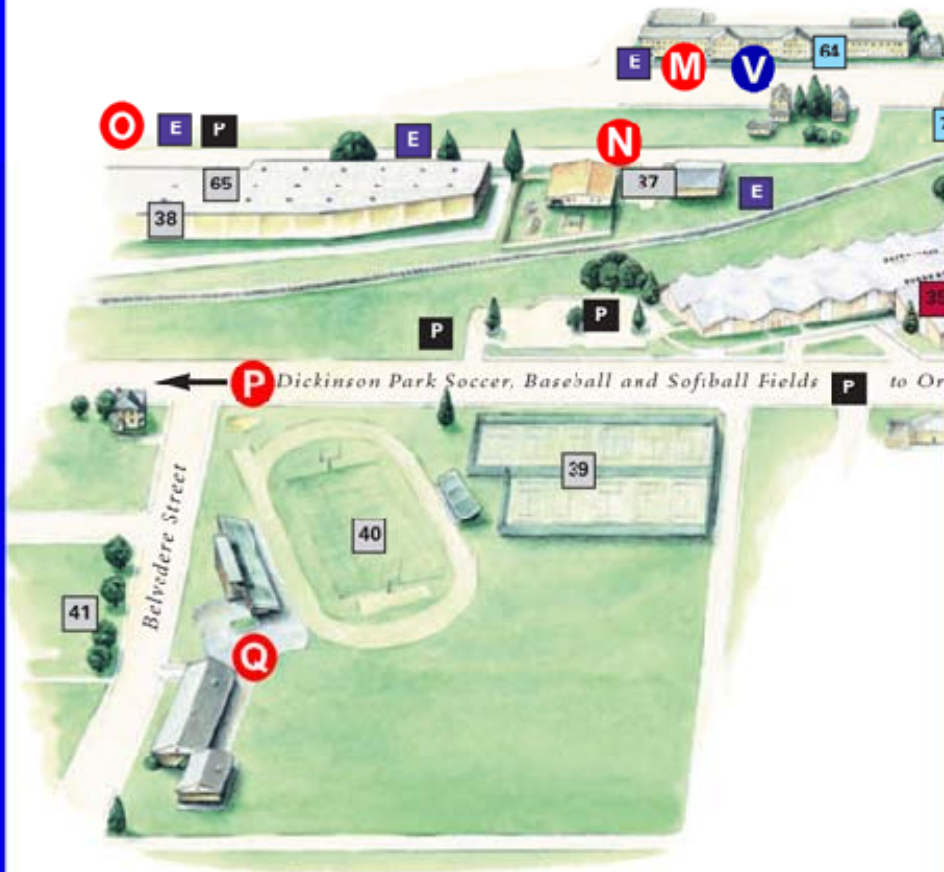 64
E M V
O E P
E
N
65
37
38
E
P
P
P Dickinson Park Soccer, Baseball and Softball Fields P to Or
39
40
Belvedere Street
41
Q